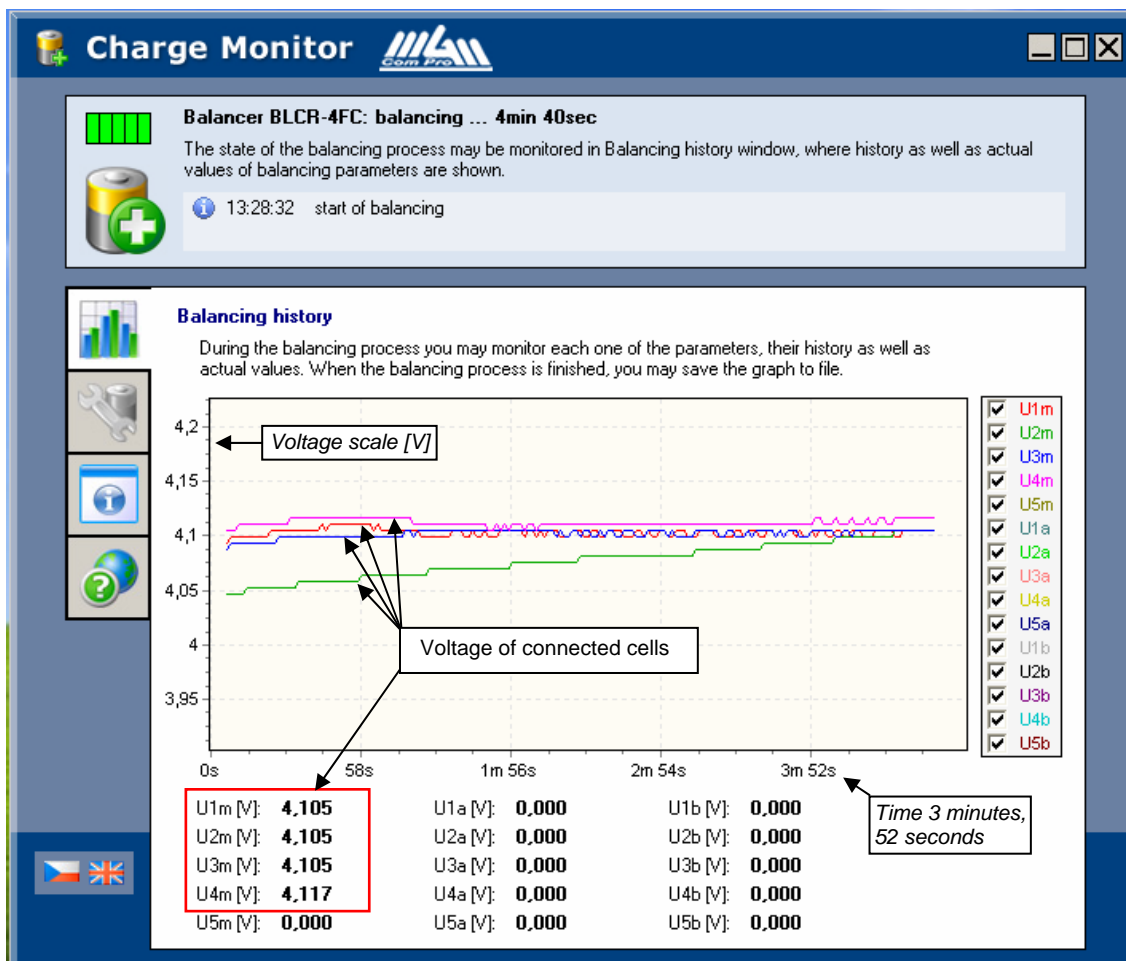 Charge Monitor
MGM
Com Pro
Balancer BLCR-4FC: balancing ... 4min 40sec
The state of the balancing process may be monitored in Balancing history window, where history as well as actual
values of balancing parameters are shown.
13:28:32 start of balancing
Balancing history
During the balancing process you may monitor each one of the parameters, their history as well as
actual values. When the balancing process is finished, you may save the graph to file.
4,2
Voltage scale [V]
4,15
4,1
4,05
4
3,95
Voltage of connected cells
U1m
U2m
U3m
U4m
U5m
U1a
U2a
U3a
U4a
U5a
U1b
U2b
U3b
U4b
U5b
0s 58s 1m 56s 2m 54s 3m 52s
Time 3 minutes,
52 seconds
U1m [V]: 4,105 U1a [V]: 0,000 U1b [V]: 0,000
U2m [V]: 4,105 U2a [V]: 0,000 U2b [V]: 0,000
U3m [V]: 4,105 U3a [V]: 0,000 U3b [V]: 0,000
U4m [V]: 4,117 U4a [V]: 0,000 U4b [V]: 0,000
U5m [V]: 0,000 U5a [V]: 0,000 U5b [V]: 0,000